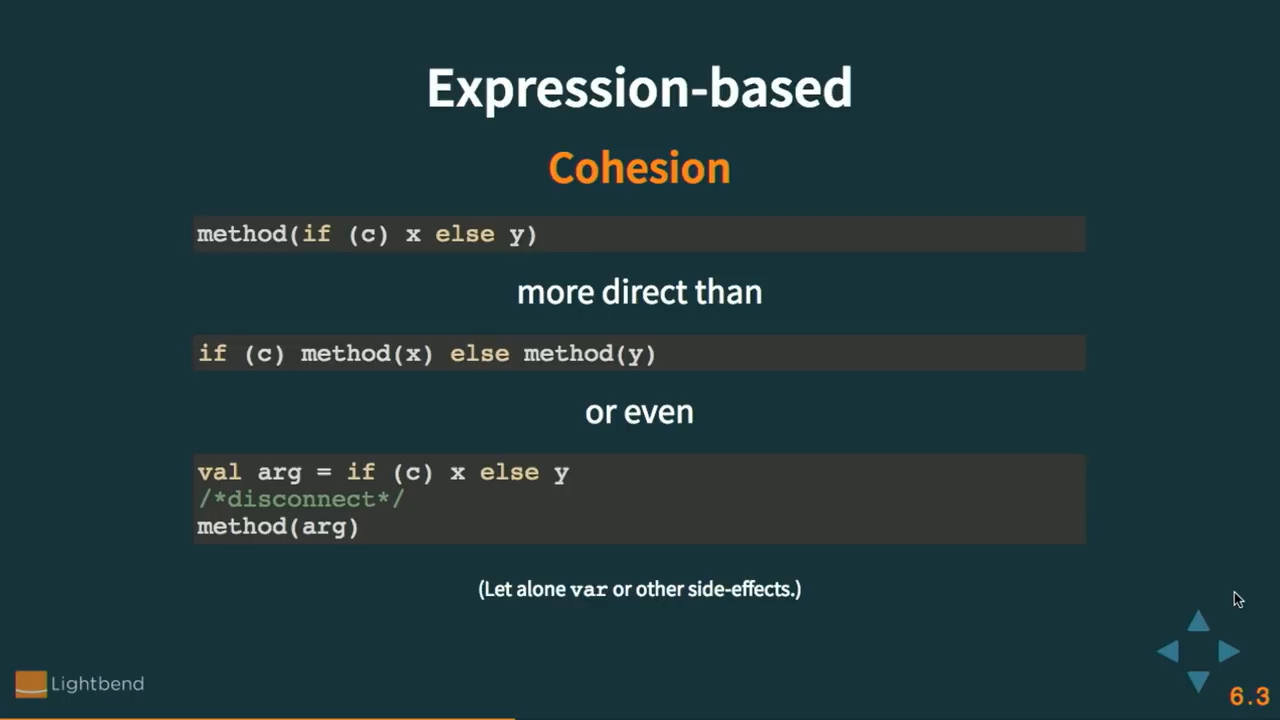 Expression-based
Cohesion
method(if (c) x else y)
more direct than
if (c) method(x) else method(y)
or even
val arg = if (c) x else y
/*disconnect*/
method(arg)
(Let alone var or other side-effects.)
Lightbend
6.3